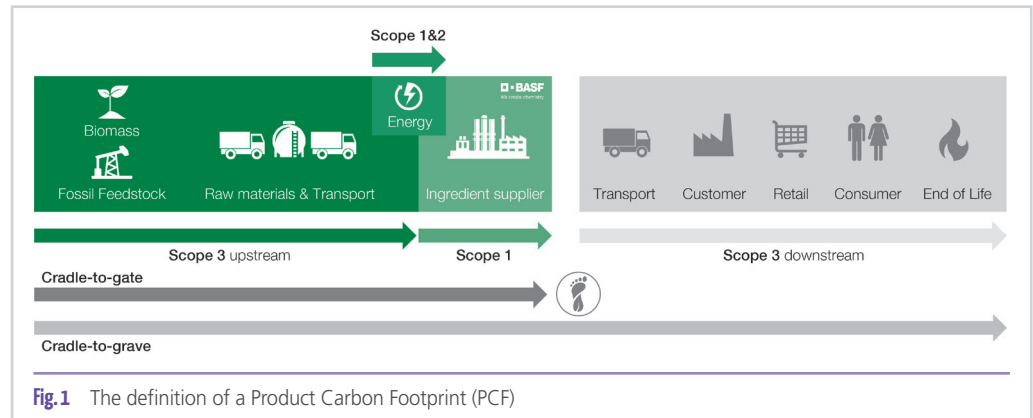 Scope 1&2
BASF
We create chemistry
Biomass
Energy
Fossil Feedstock
Raw materials & Transport
Ingredient supplier
Transport
Customer
Retail
Consumer
End of Life
Scope 3 upstream
Scope 1
Scope 3 downstream
Cradle-to-gate
Cradle-to-grave
Fig. 1 The definition of a Product Carbon Footprint (PCF)